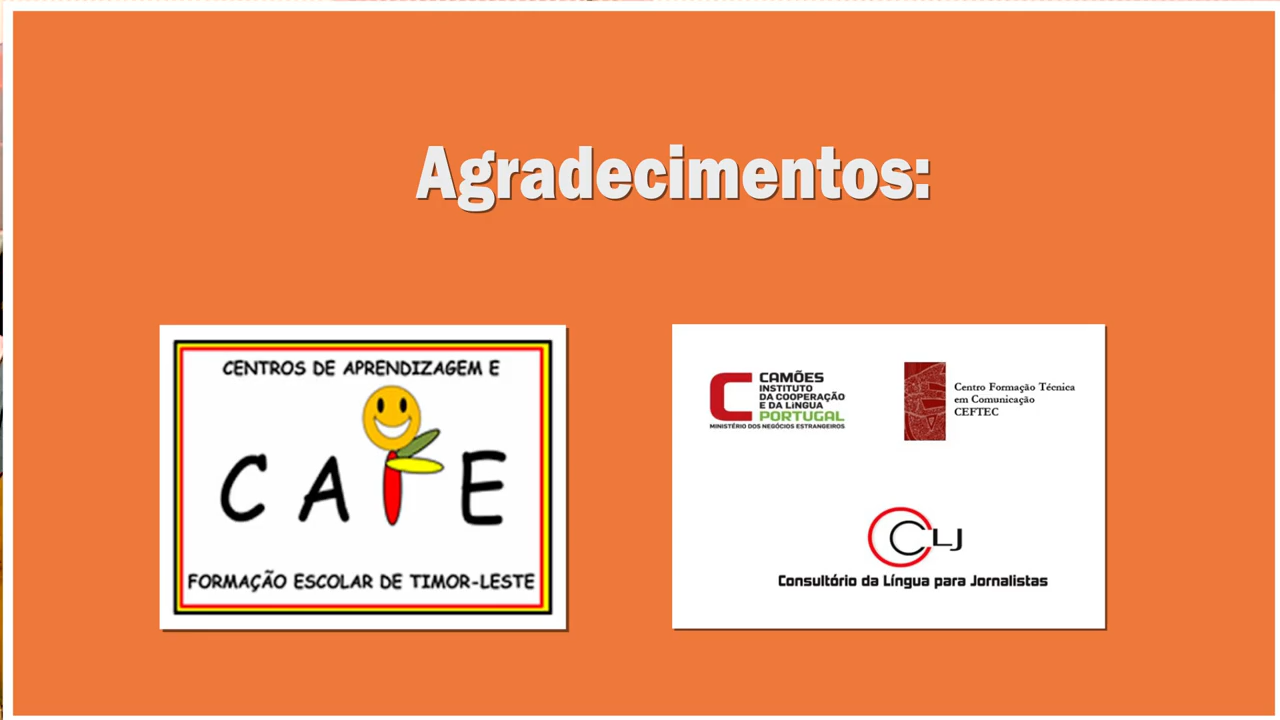 Agradecimentos:
CENTROS DE APRENDIZAGEM E
CAFE
FORMAÇÃO ESCOLAR DE TIMOR-LESTE
CAMÕES
INSTITUTO
DA COOPERAÇÃO
E DA LÍNGUA
PORTUGAL
MINISTÉRIO DOS NEGÓCIOS ESTRANGEIROS
Centro Formação Técnica
em Comunicação
CEFTEC
CLJ
Consultório da Língua para Jornalistas